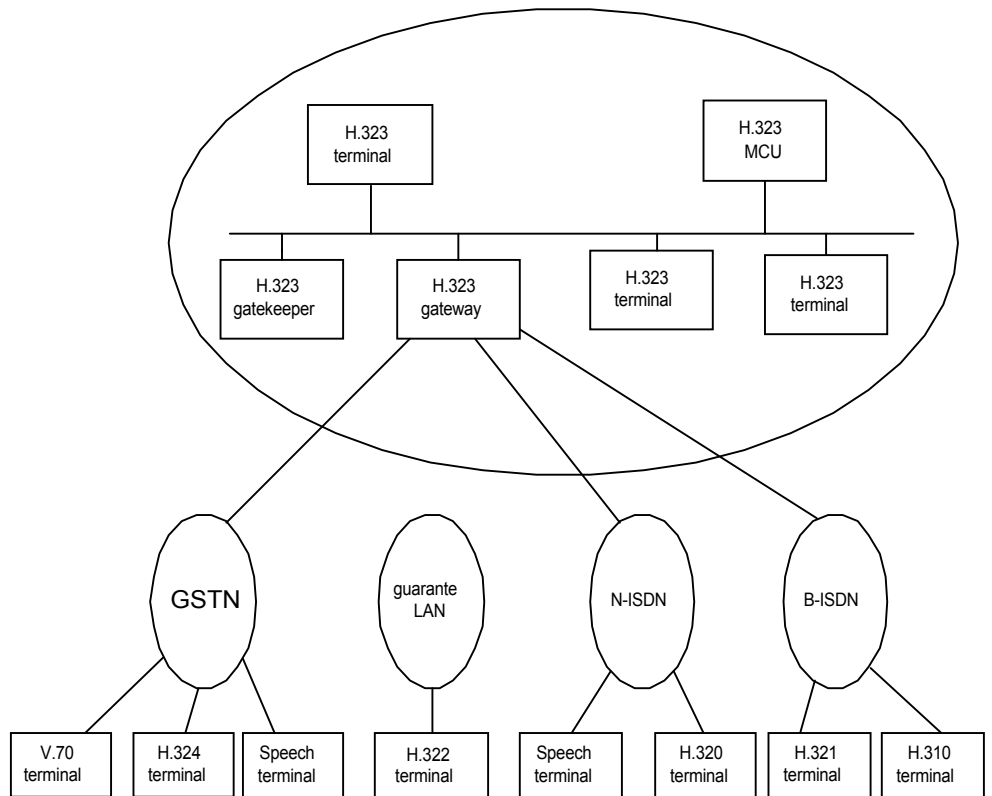 H.323
terminal
H.323
MCU
H.323
gatekeeper
H.323
gateway
H.323
terminal
H.323
terminal
GSTN
guarante
LAN
N-ISDN
B-ISDN
V.70
terminal
H.324
terminal
Speech
terminal
H.322
terminal
Speech
terminal
H.320
terminal
H.321
terminal
H.310
terminal